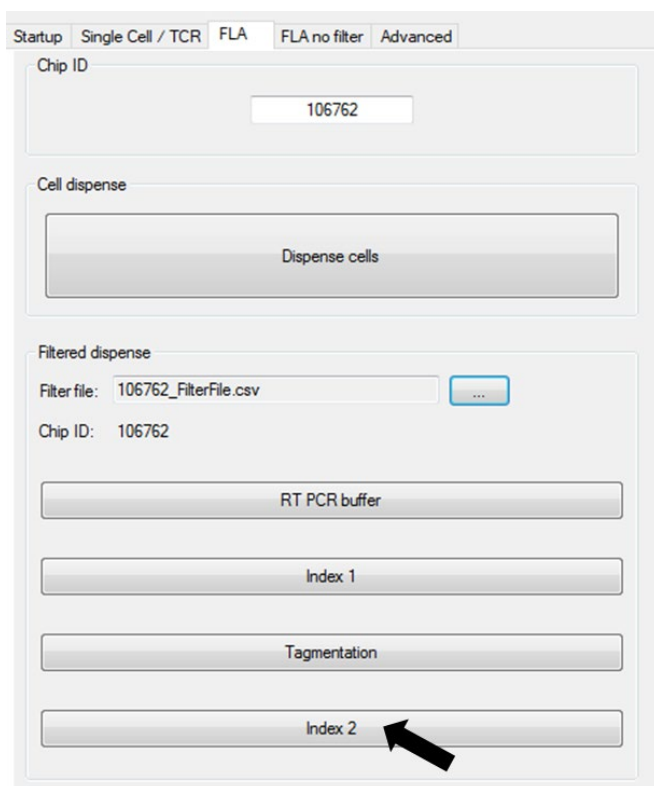 Startup Single Cell / TCR FLA FLA no filter Advanced
Chip ID
106762
Cell dispense
Dispense cells
Filtered dispense
Filter file: 106762_FilterFile.csv ...
Chip ID: 106762
RT PCR buffer
Index 1
Tagmentation
Index 2